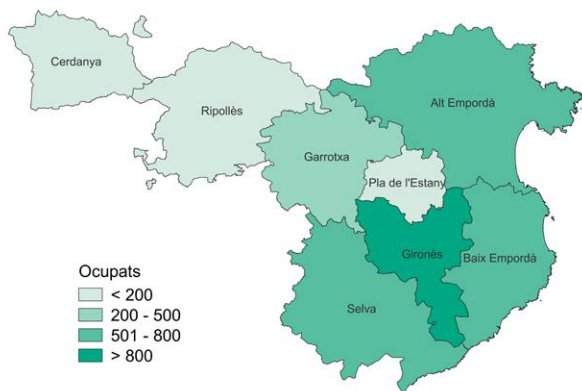 Cerdanya
Ripollès
Alt Empordà
Garrotxa
Pla de l'Estany
Gironès
Baix Empordà
Selva
Ocupats
< 200
200 - 500
501 - 800
> 800